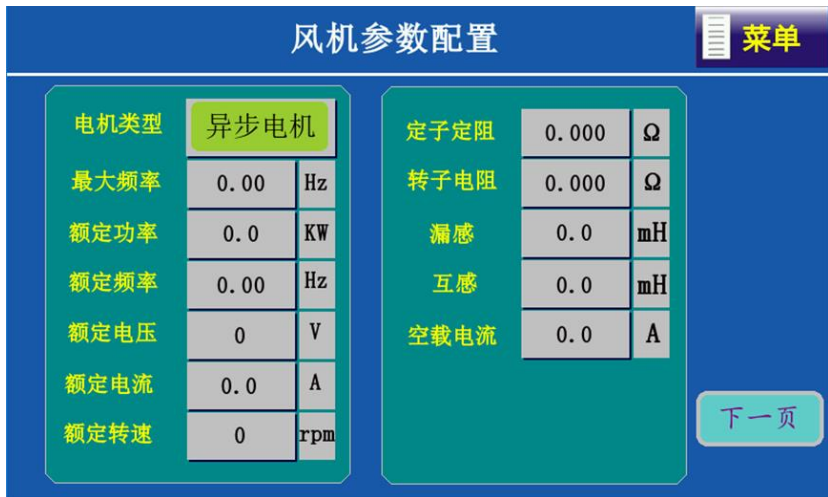 风机参数配置
菜单
电机类型 异步电机
最大频率 0.00 Hz
额定功率 0.0 KW
额定频率 0.00 Hz
额定电压 0 V
额定电流 0.0 A
额定转速 0 rpm
定子定阻 0.000 Ω
转子电阻 0.000 Ω
漏感 0.0 mH
互感 0.0 mH
空载电流 0.0 A
下一页